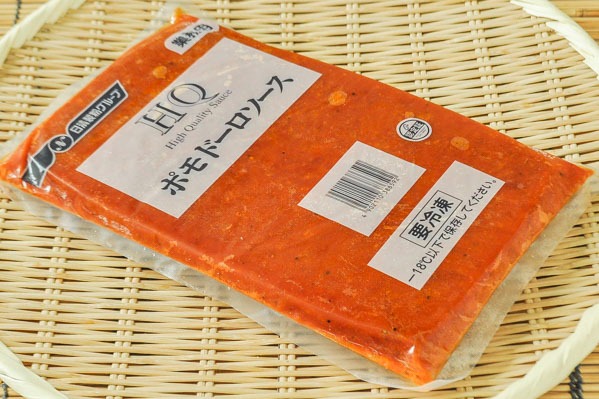 業務用
日清製粉グループ
HQ
High Quality Sauce
ポモドーロソース
要冷凍
−18℃以下で保存してください。